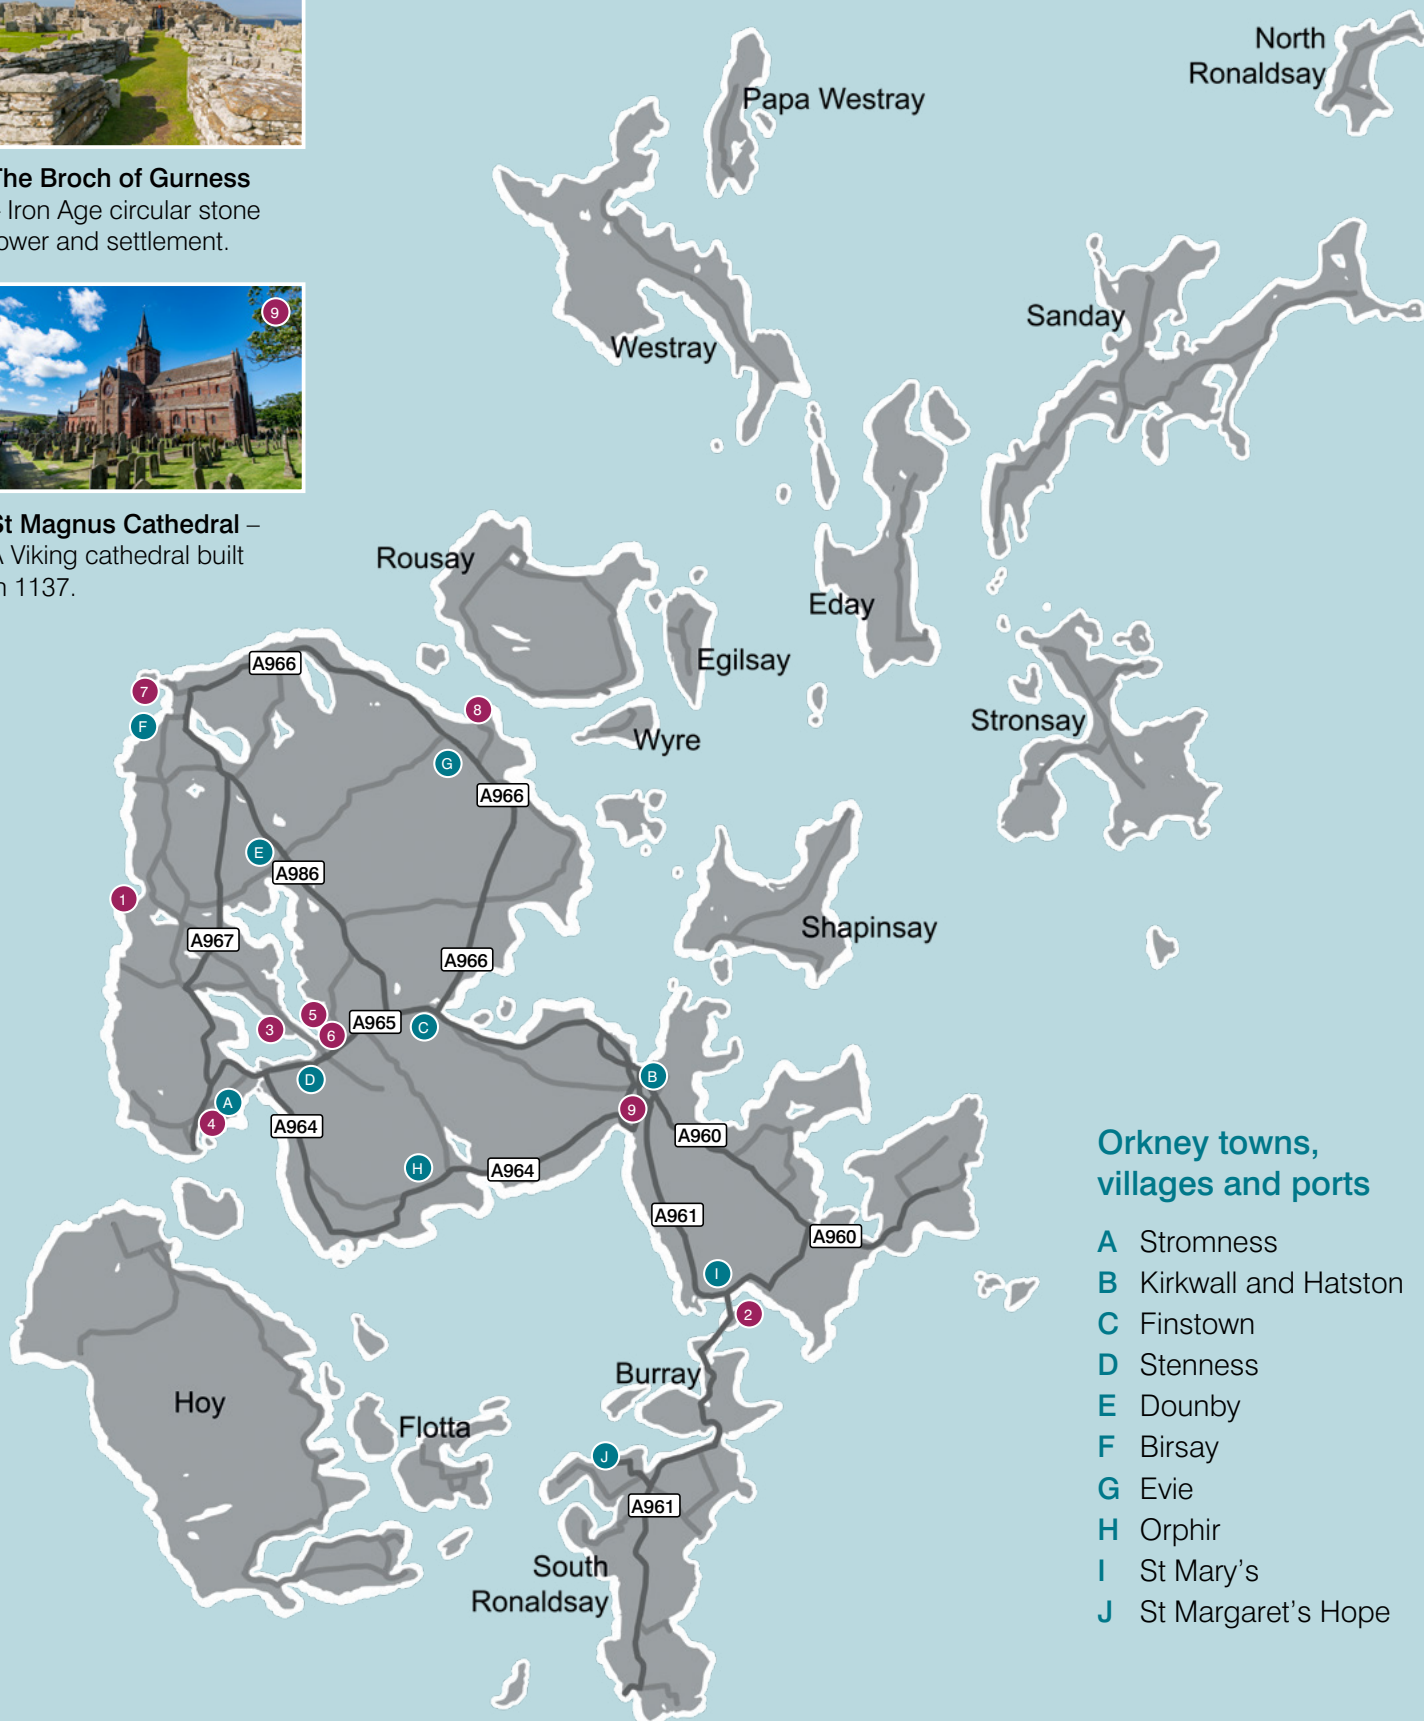 The Broch of Gurness
– Iron Age circular stone
tower and settlement.
9
St Magnus Cathedral –
A Viking cathedral built
in 1137.
North
Ronaldsay
Papa Westray
Sanday
Westray
Rousay
Eday
Egilsay
Wyre
Stronsay
Shapinsay
A966
7
F
8
G
A966
E
A986
1
A967
A966
5
3
6
A965
C
D
B
A
4
9
A964
A960
H
A964
A961
A960
I
2
Burray
Hoy
Flotta
J
A961
South
Ronaldsay
Orkney towns,
villages and ports
A Stromness
B Kirkwall and Hatston
C Finstown
D Stenness
E Dounby
F Birsay
G Evie
H Orphir
I St Mary’s
J St Margaret’s Hope